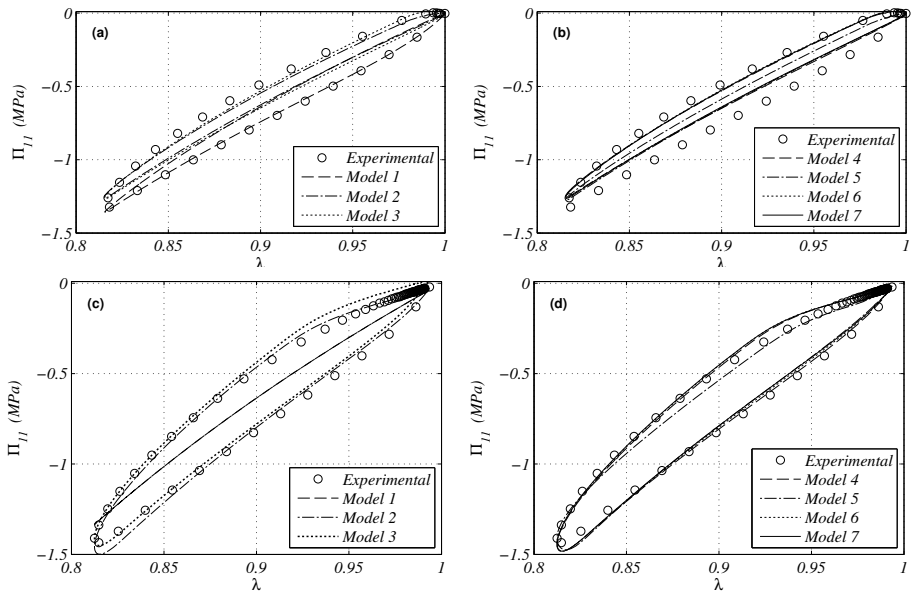 (a)
0
−0.5
−1
−1.5
Π11 (MPa)
0.8 0.85 0.9 0.95 1
λ
Experimental
Model 1
Model 2
Model 3
(b)
0
−0.5
−1
−1.5
Π11 (MPa)
0.8 0.85 0.9 0.95 1
λ
Experimental
Model 4
Model 5
Model 6
Model 7
(c)
0
−0.5
−1
−1.5
Π11 (MPa)
0.8 0.85 0.9 0.95 1
λ
Experimental
Model 1
Model 2
Model 3
(d)
0
−0.5
−1
−1.5
Π11 (MPa)
0.8 0.85 0.9 0.95 1
λ
Experimental
Model 4
Model 5
Model 6
Model 7